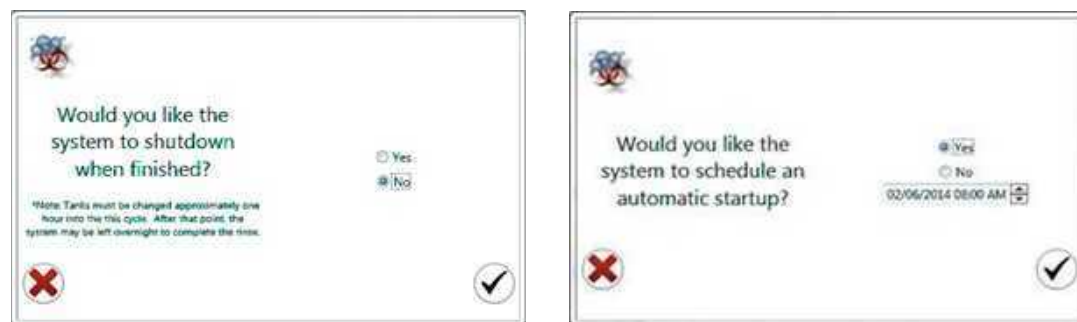 Would you like the
system to shutdown
when finished?
Yes
No
*Note: Tanks must be changed approximately one
hour into the this cycle. After that point, the
system may be left overnight to complete the rinse.
Would you like the
system to schedule an
automatic startup?
Yes
No
02/06/2014 08:00 AM